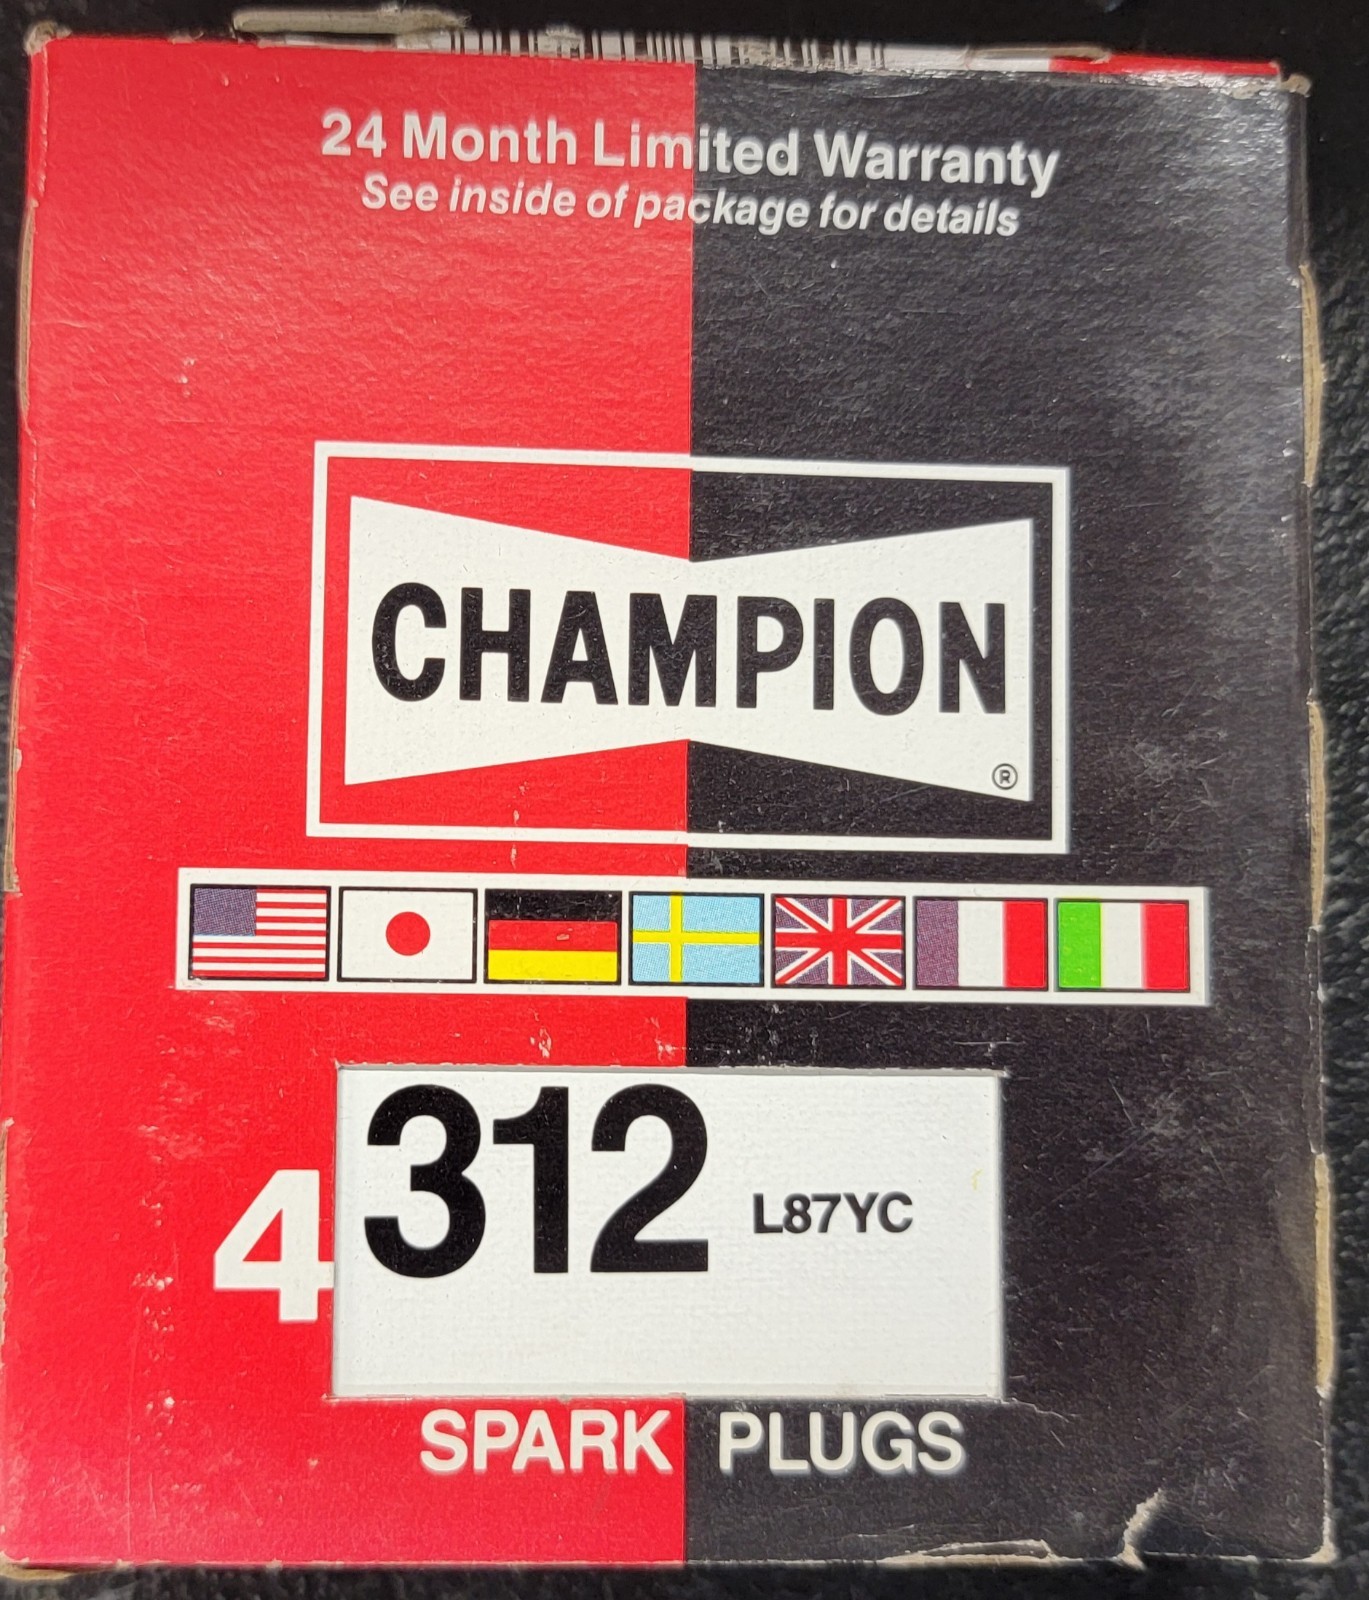 24 Month Limited Warranty
See inside of package for details
CHAMPION
®
4
312 L87YC
SPARK PLUGS